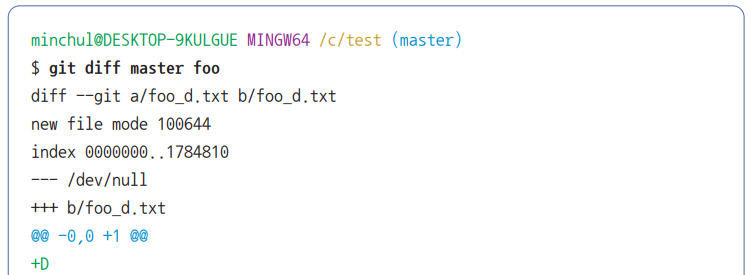 minchul@DESKTOP-9KULGUE MINGW64 /c/test (master)
$ git diff master foo
diff --git a/foo_d.txt b/foo_d.txt
new file mode 100644
index 0000000..1784810
--- /dev/null
+++ b/foo_d.txt
@@ -0,0 +1 @@
+D